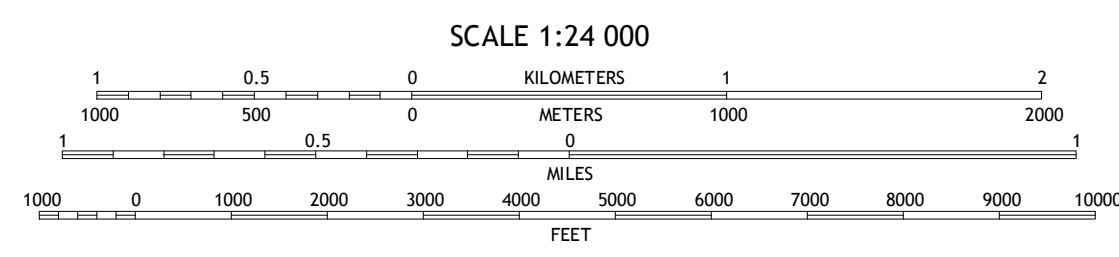 SCALE 1:24 000
1 0.5 0 KILOMETERS 1 2
1000 500 0 METERS 1000 2000
1 0.5 0 1
MILES
1000 0 1000 2000 3000 4000 5000 6000 7000 8000 9000 10000
FEET